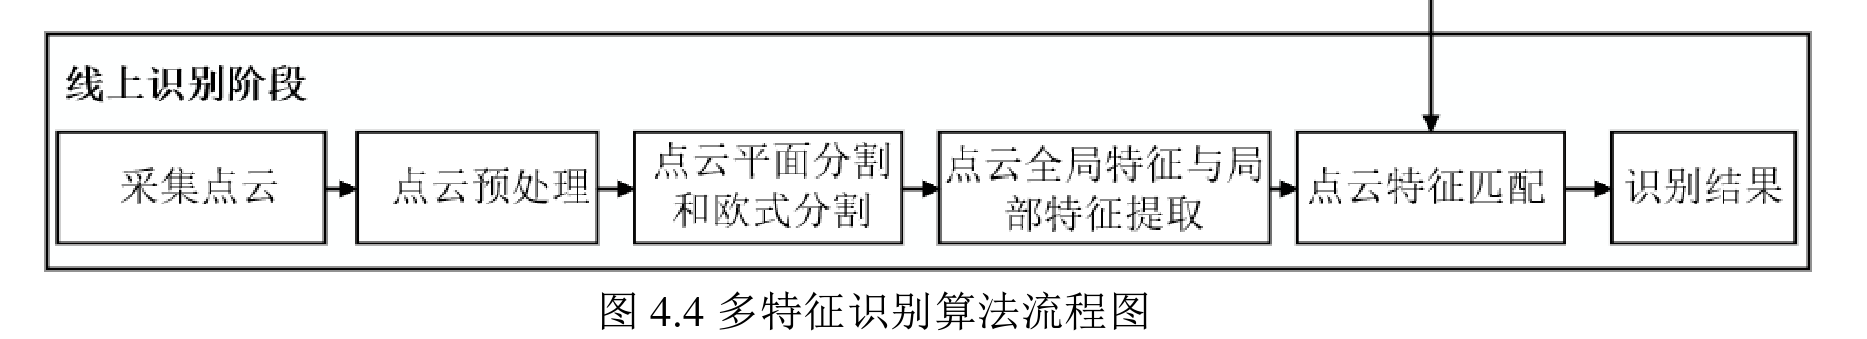 线上识别阶段
采集点云
点云预处理
点云平面分割
和欧式分割
点云全局特征与局
部特征提取
点云特征匹配
识别结果
图 4.4 多特征识别算法流程图